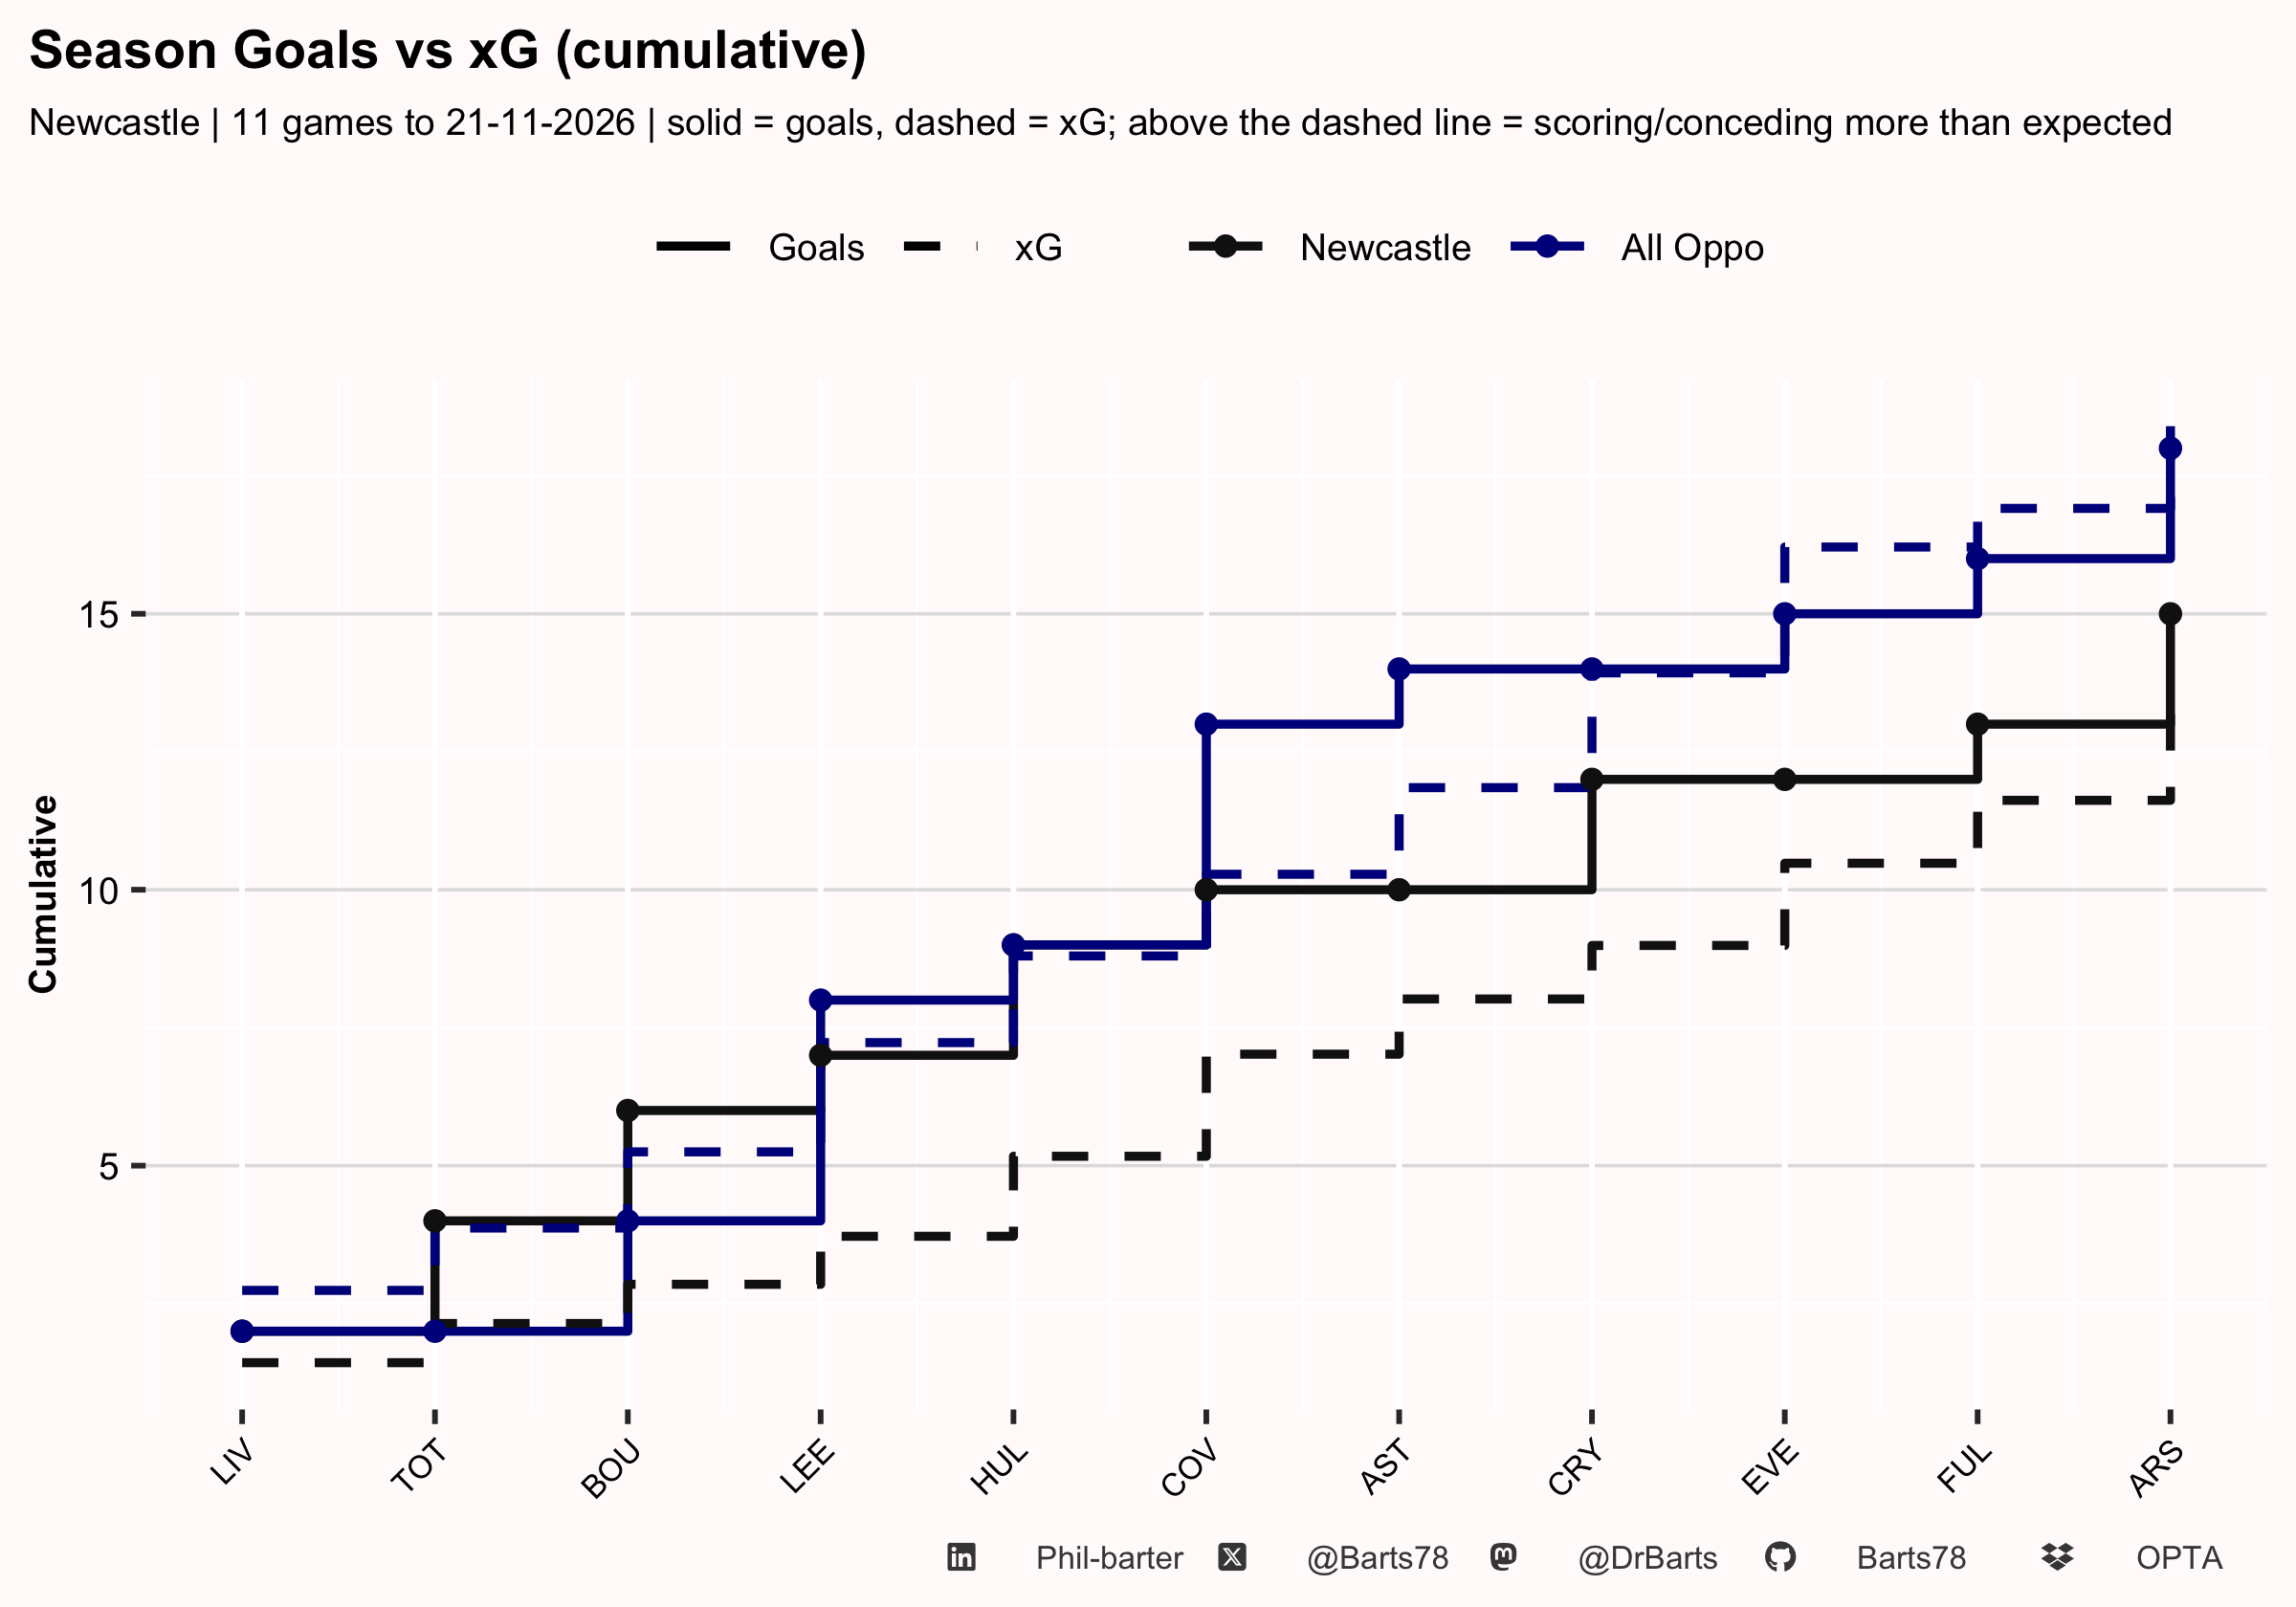 Season Goals vs xG (cumulative)
Newcastle | 11 games to 21-11-2026 | solid = goals, dashed = xG; above the dashed line = scoring/conceding more than expected
Goals xG Newcastle All Oppo
Cumulative
15
10
5
LIV TOT BOU LEE HUL COV AST CRY EVE FUL ARS
Phil-barter @Barts78 @DrBarts Barts78 OPTA